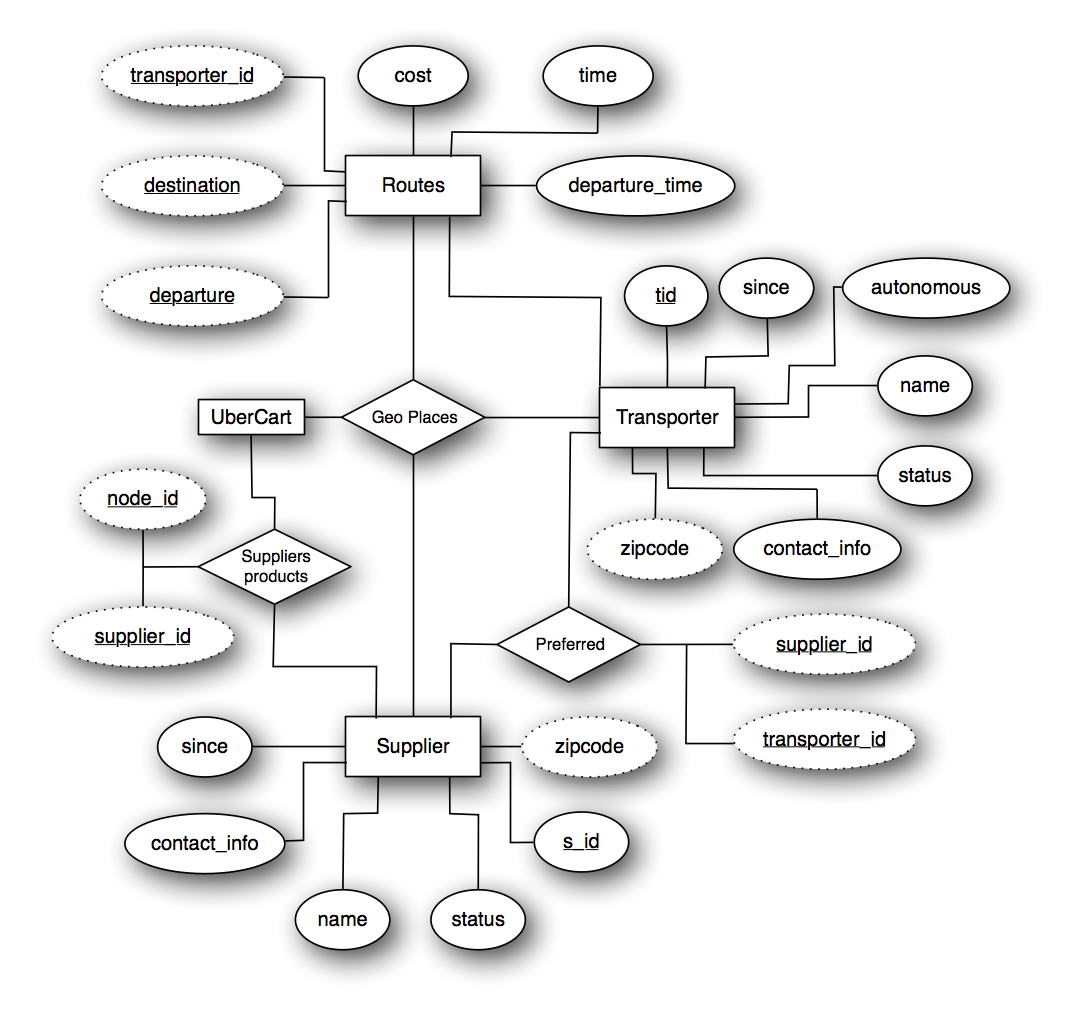 transporter_id
cost
time
destination
Routes
departure_time
departure
tid
since
autonomous
name
UberCart
Geo Places
Transporter
status
node_id
zipcode
contact_info
Suppliers
products
supplier_id
Preferred
supplier_id
transporter_id
since
Supplier
zipcode
contact_info
s_id
name
status